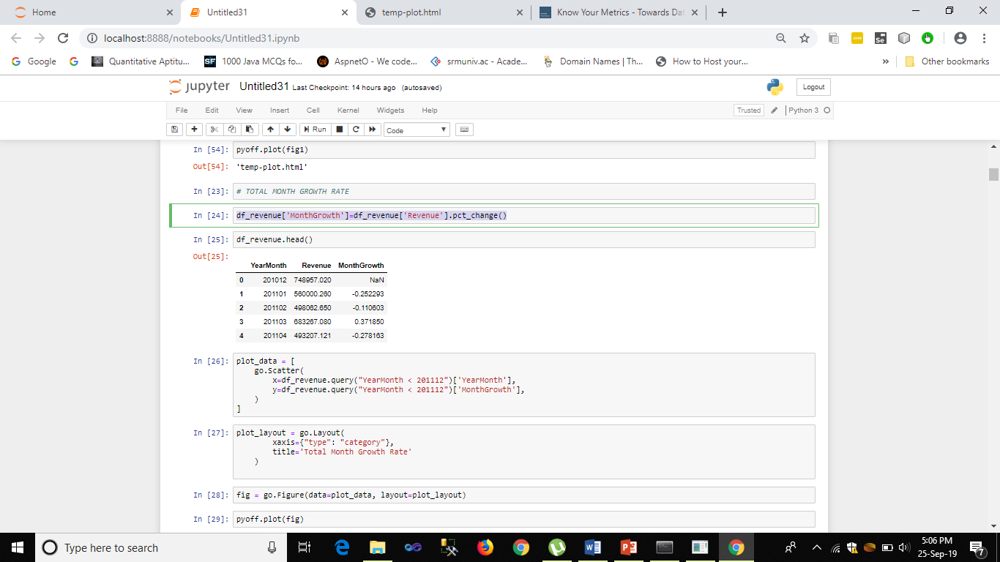 Home
Untitled31
temp-plot.html
Know Your Metrics - Towards Dat
localhost:8888/notebooks/Untitled31.ipynb
Google
Quantitative Aptitu...
SF
1000 Java MCQs fo...
AspnetO - We code...
srmuniv.ac - Acade...
Domain Names | Th...
How to Host your...
»
Other bookmarks
jupyter Untitled31 Last Checkpoint: 14 hours ago (autosaved)
Logout
File Edit View Insert Cell Kernel Widgets Help
Trusted
Python 3
Run
Code
In [54]: pyoff.plot(fig1)
Out[54]: 'temp-plot.html'
In [23]: # TOTAL MONTH GROWTH RATE
In [24]: df_revenue['MonthGrowth']=df_revenue['Revenue'].pct_change()
In [25]: df_revenue.head()
Out[25]:
YearMonth Revenue MonthGrowth
0 201012 748957.020 NaN
1 201101 560000.260 -0.252293
2 201102 498062.650 -0.110603
3 201103 683267.080 0.371850
4 201104 493207.121 -0.278163
In [26]: plot_data = [
go.Scatter(
x=df_revenue.query("YearMonth < 201112")['YearMonth'],
y=df_revenue.query("YearMonth < 201112")['MonthGrowth'],
)
]
In [27]: plot_layout = go.Layout(
xaxis={"type": "category"},
title='Total Month Growth Rate'
)
In [28]: fig = go.Figure(data=plot_data, layout=plot_layout)
In [29]: pyoff.plot(fig)
Type here to search
5:06 PM
25-Sep-19
7